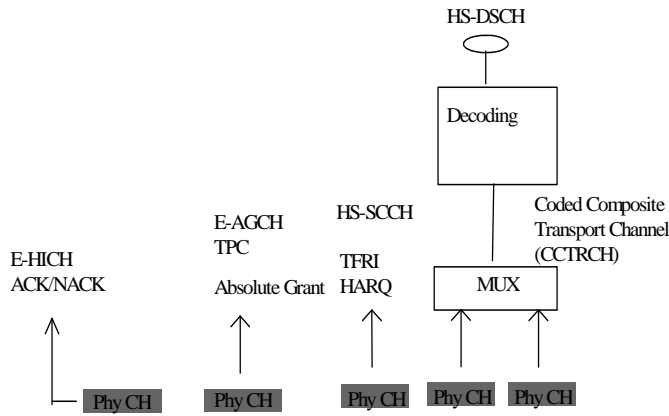 HS-DSCH
Decoding
Coded Composite
Transport Channel
(CCTRCH)
HS-SCCH
TFRI
HARQ
E-AGCH
TPC
Absolute Grant
E-HICH
ACK/NACK
MUX
Phy CH
Phy CH
Phy CH
Phy CH
Phy CH